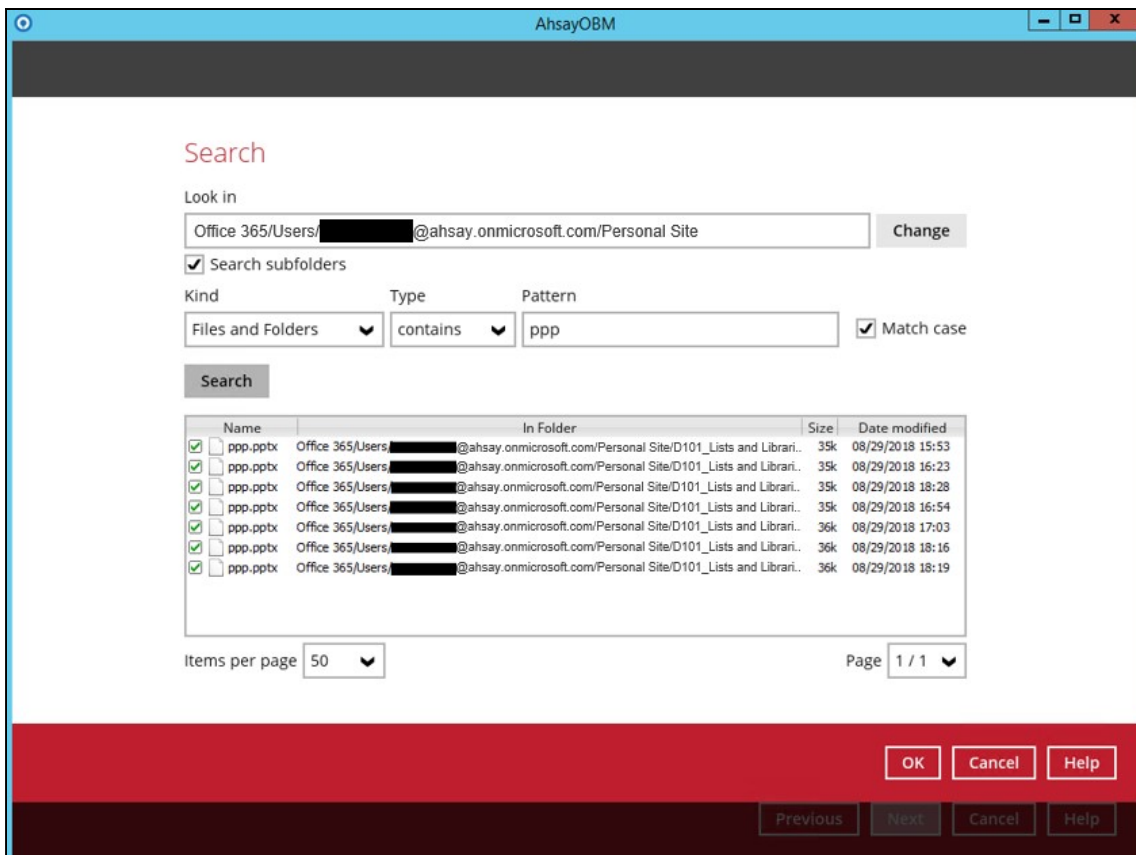 AhsayOBM
Search
Look in
Office 365/Users/ @ahsay.onmicrosoft.com/Personal Site Change
Search subfolders
Kind Type Pattern
Files and Folders contains ppp Match case
Search
Name In Folder Size Date modified
ppp.pptx Office 365/Users/ @ahsay.onmicrosoft.com/Personal Site/D101_Lists and Librari.. 35k 08/29/2018 15:53
ppp.pptx Office 365/Users/ @ahsay.onmicrosoft.com/Personal Site/D101_Lists and Librari.. 35k 08/29/2018 16:23
ppp.pptx Office 365/Users/ @ahsay.onmicrosoft.com/Personal Site/D101_Lists and Librari.. 35k 08/29/2018 18:28
ppp.pptx Office 365/Users/ @ahsay.onmicrosoft.com/Personal Site/D101_Lists and Librari.. 35k 08/29/2018 16:54
ppp.pptx Office 365/Users/ @ahsay.onmicrosoft.com/Personal Site/D101_Lists and Librari.. 36k 08/29/2018 17:03
ppp.pptx Office 365/Users/ @ahsay.onmicrosoft.com/Personal Site/D101_Lists and Librari.. 36k 08/29/2018 18:16
ppp.pptx Office 365/Users/ @ahsay.onmicrosoft.com/Personal Site/D101_Lists and Librari.. 36k 08/29/2018 18:19
Items per page 50 Page 1 / 1
OK Cancel Help
Previous Next Cancel Help